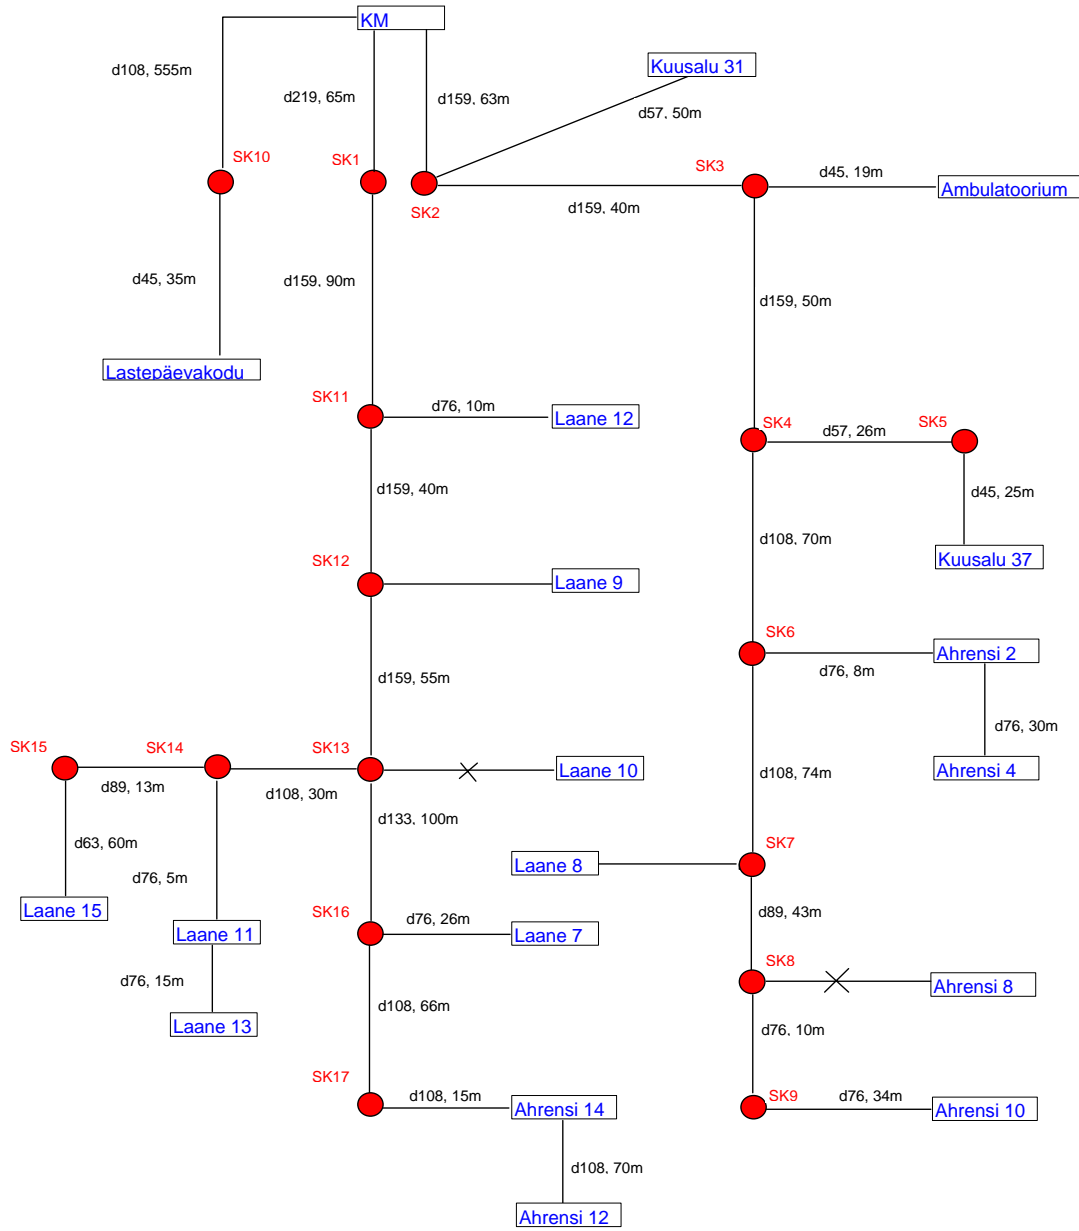 KM
Kuusalu 31
d108, 555m
d219, 65m
d159, 63m
d57, 50m
SK10
SK1
SK3
d45, 19m
Ambulatoorium
SK2
d159, 40m
d45, 35m
d159, 90m
d159, 50m
Lastepäevakodu
SK11
d76, 10m
Laane 12
SK4
d57, 26m
SK5
d159, 40m
d45, 25m
d108, 70m
SK12
Laane 9
Kuusalu 37
SK6
Ahrensi 2
d76, 8m
d159, 55m
d76, 30m
SK15
SK14
SK13
d89, 13m
d108, 30m
Laane 10
d108, 74m
Ahrensi 4
d133, 100m
d63, 60m
SK7
Laane 8
d76, 5m
Laane 15
SK16
d76, 26m
d89, 43m
Laane 11
Laane 7
SK8
d76, 15m
Ahrensi 8
d108, 66m
Laane 13
d76, 10m
SK17
d108, 15m
Ahrensi 14
SK9
d76, 34m
Ahrensi 10
d108, 70m
Ahrensi 12